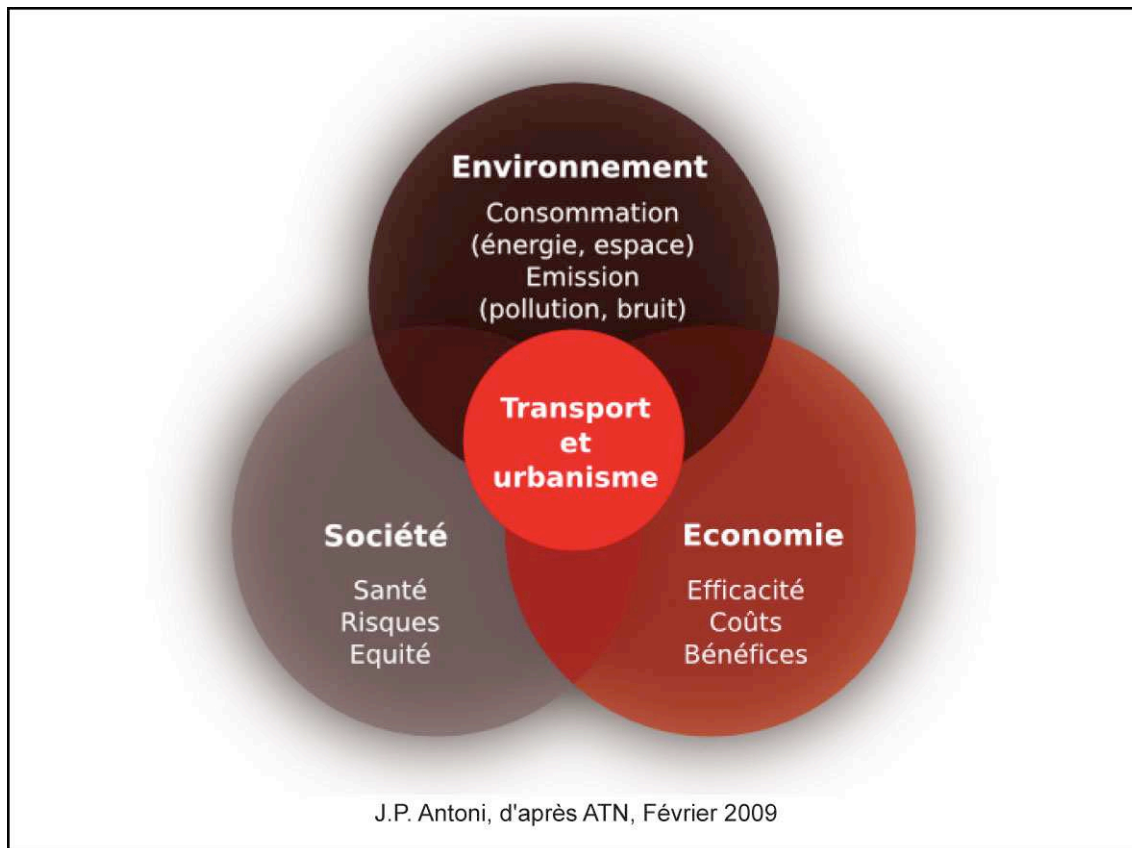 Environnement
Consommation
(énergie, espace)
Emission
(pollution, bruit)
Transport
et
urbanisme
Société
Santé
Risques
Equité
Economie
Efficacité
Coûts
Bénéfices
J.P. Antoni, d'après ATN, Février 2009